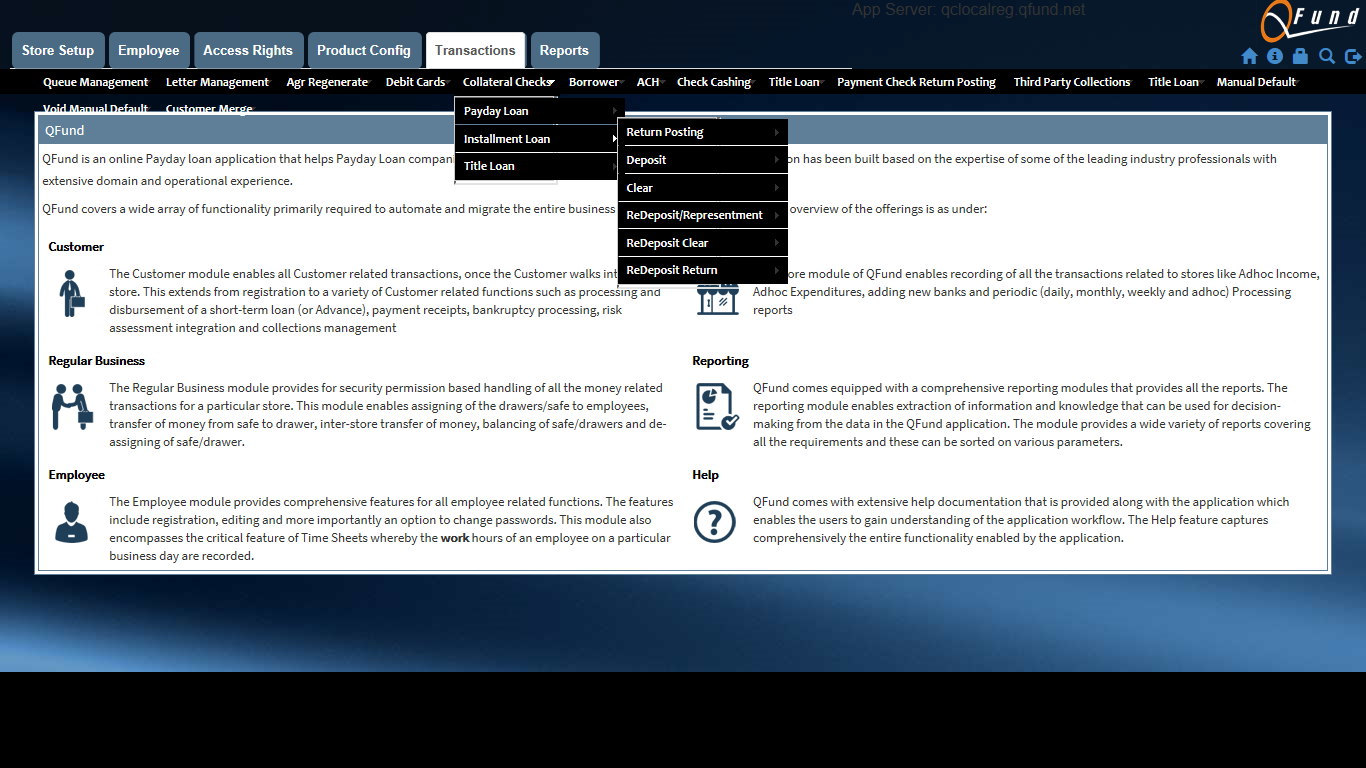 App Server: qclocalreg.qfund.net
QFund
Store Setup
Employee
Access Rights
Product Config
Transactions
Reports
Queue Management
Letter Management
Agr Regenerate
Debit Cards
Collateral Checks
Borrower
ACH
Check Cashing
Title Loan
Payment Check Return Posting
Third Party Collections
Title Loan
Manual Default
Void Manual Default
Customer Merge
Payday Loan
Installment Loan
Title Loan
Return Posting
Deposit
Clear
ReDeposit/Representment
ReDeposit Clear
ReDeposit Return
QFund
QFund is an online Payday loan application that helps Payday Loan compani
on has been built based on the expertise of some of the leading industry professionals with
extensive domain and operational experience.
QFund covers a wide array of functionality primarily required to automate and migrate the entire business
overview of the offerings is as under:
Customer
The Customer module enables all Customer related transactions, once the Customer walks int
store. This extends from registration to a variety of Customer related functions such as processing and
disbursement of a short-term loan (or Advance), payment receipts, bankruptcy processing, risk
assessment integration and collections management
ore module of QFund enables recording of all the transactions related to stores like Adhoc Income,
Adhoc Expenditures, adding new banks and periodic (daily, monthly, weekly and adhoc) Processing
reports
Regular Business
The Regular Business module provides for security permission based handling of all the money related
transactions for a particular store. This module enables assigning of the drawers/safe to employees,
transfer of money from safe to drawer, inter-store transfer of money, balancing of safe/drawers and de-
assigning of safe/drawer.
Reporting
QFund comes equipped with a comprehensive reporting modules that provides all the reports. The
reporting module enables extraction of information and knowledge that can be used for decision-
making from the data in the QFund application. The module provides a wide variety of reports covering
all the requirements and these can be sorted on various parameters.
Employee
The Employee module provides comprehensive features for all employee related functions. The features
include registration, editing and more importantly an option to change passwords. This module also
encompasses the critical feature of Time Sheets whereby the work hours of an employee on a particular
business day are recorded.
Help
QFund comes with extensive help documentation that is provided along with the application which
enables the users to gain understanding of the application workflow. The Help feature captures
comprehensively the entire functionality enabled by the application.